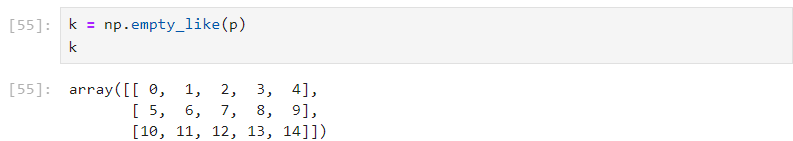 [55]: k = np.empty_like(p)
k
[55]: array([[ 0,  1,  2,  3,  4],
       [ 5,  6,  7,  8,  9],
       [10, 11, 12, 13, 14]])